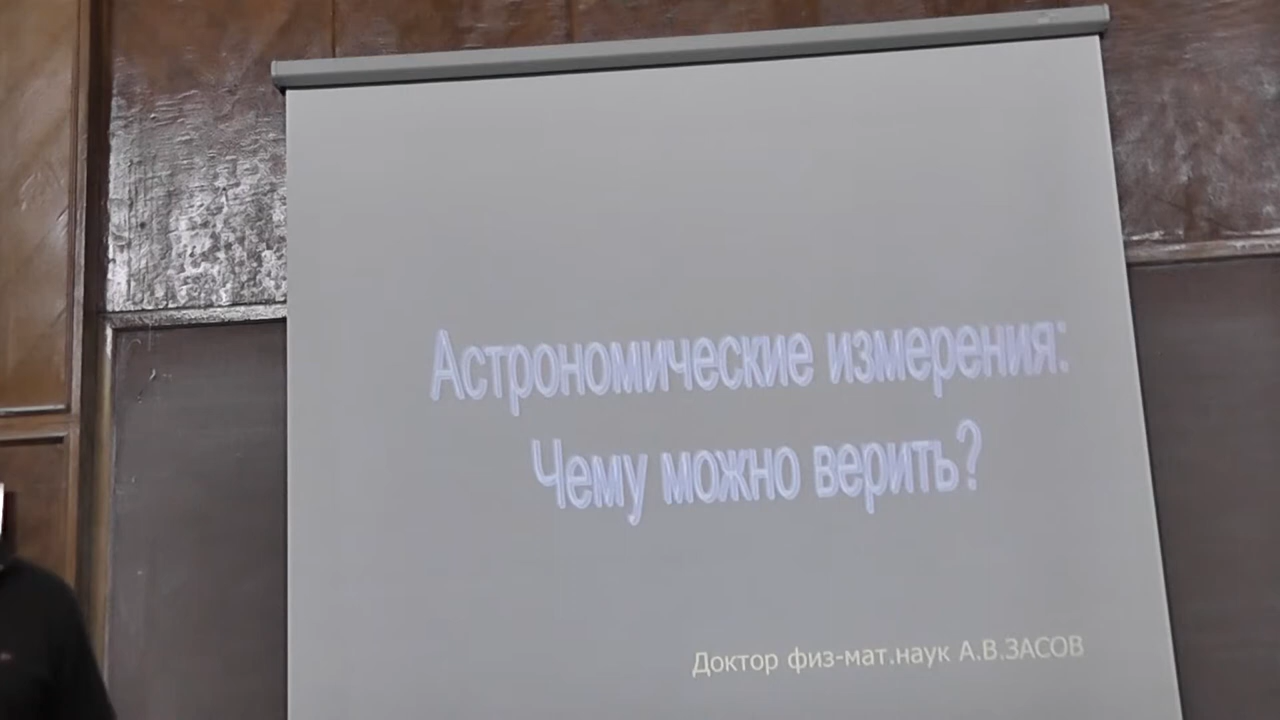 Астрономические измерения:
Чему можно верить?
Доктор физ-мат.наук А.В.ЗАСОВ